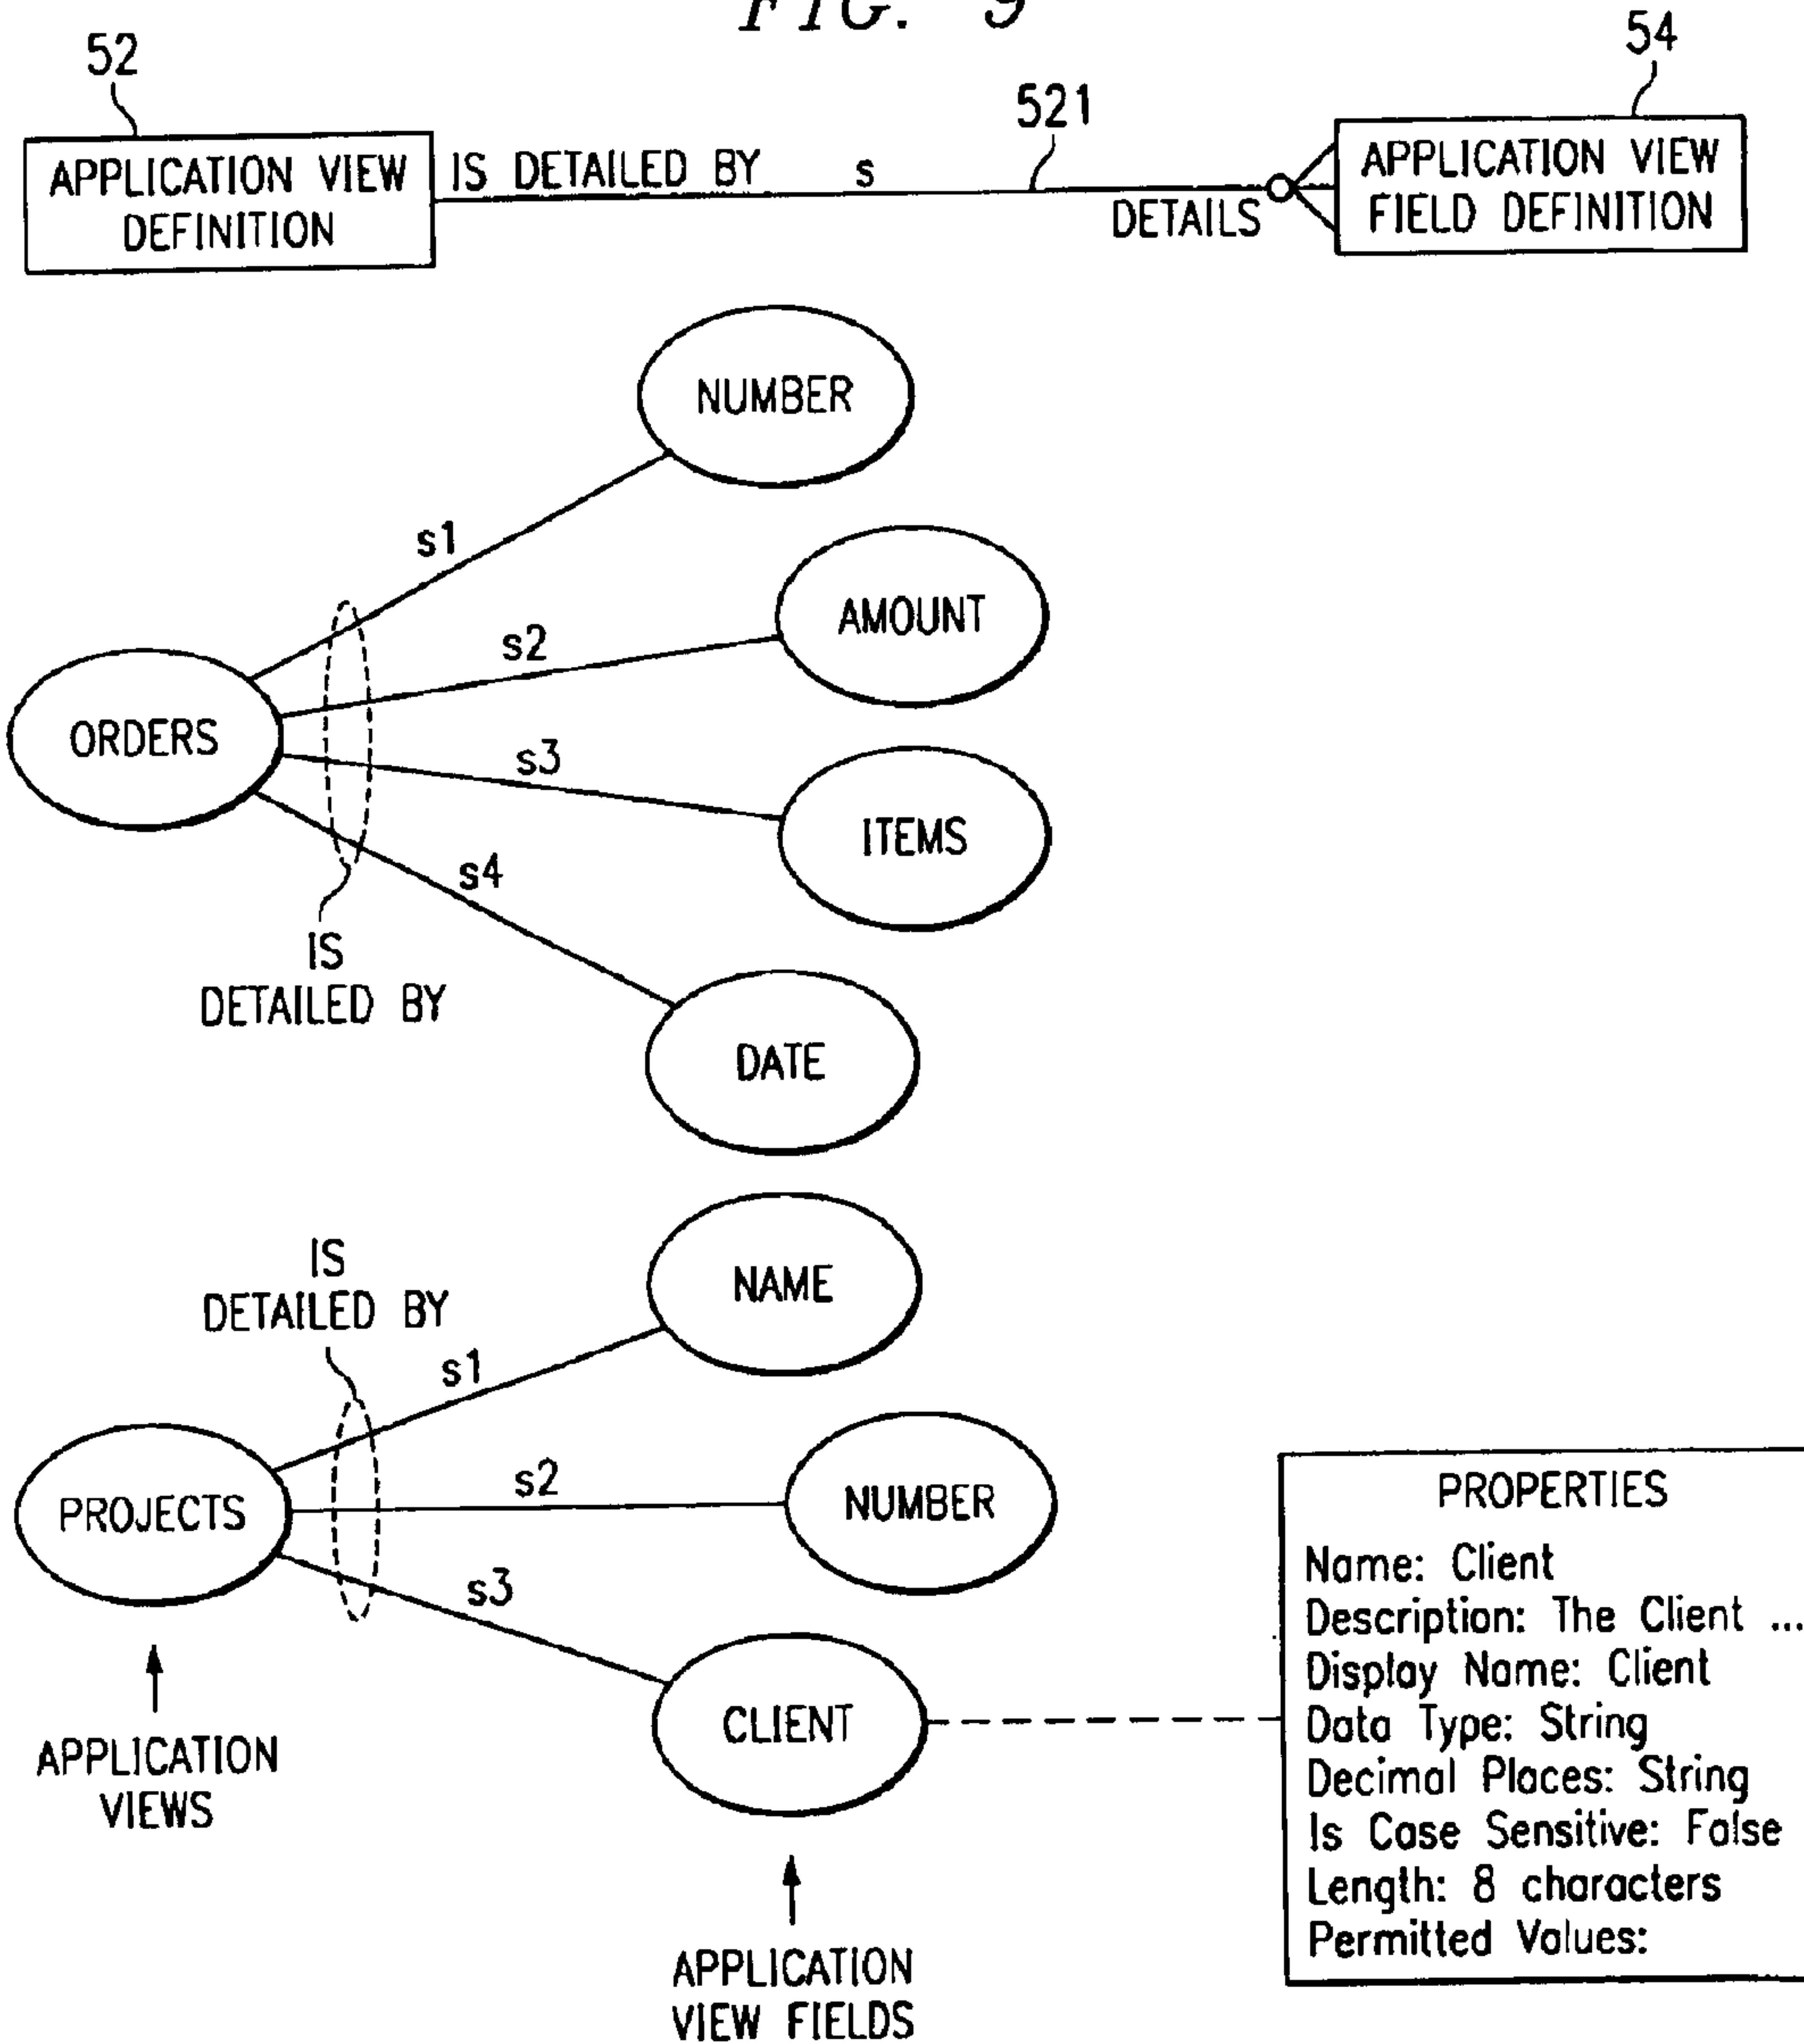 FIG. 9
52
54
521
APPLICATION VIEW
DEFINITION
IS DETAILED BY
s
DETAILS
APPLICATION VIEW
FIELD DEFINITION
NUMBER
s1
AMOUNT
s2
ORDERS
s3
ITEMS
s4
IS
DETAILED BY
DATE
IS
DETAILED BY
NAME
s1
PROJECTS
s2
NUMBER
s3
CLIENT
APPLICATION
VIEWS
APPLICATION
VIEW FIELDS
PROPERTIES
Name: Client
Description: The Client ...
Display Name: Client
Data Type: String
Decimal Places: String
Is Case Sensitive: False
Length: 8 characters
Permitted Values: